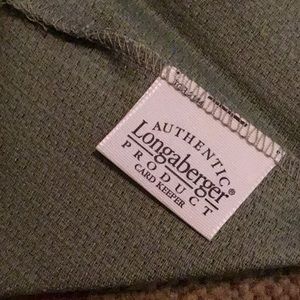 AUTHENTIC
Longaberger®
PRODUCT
CARD KEEPER